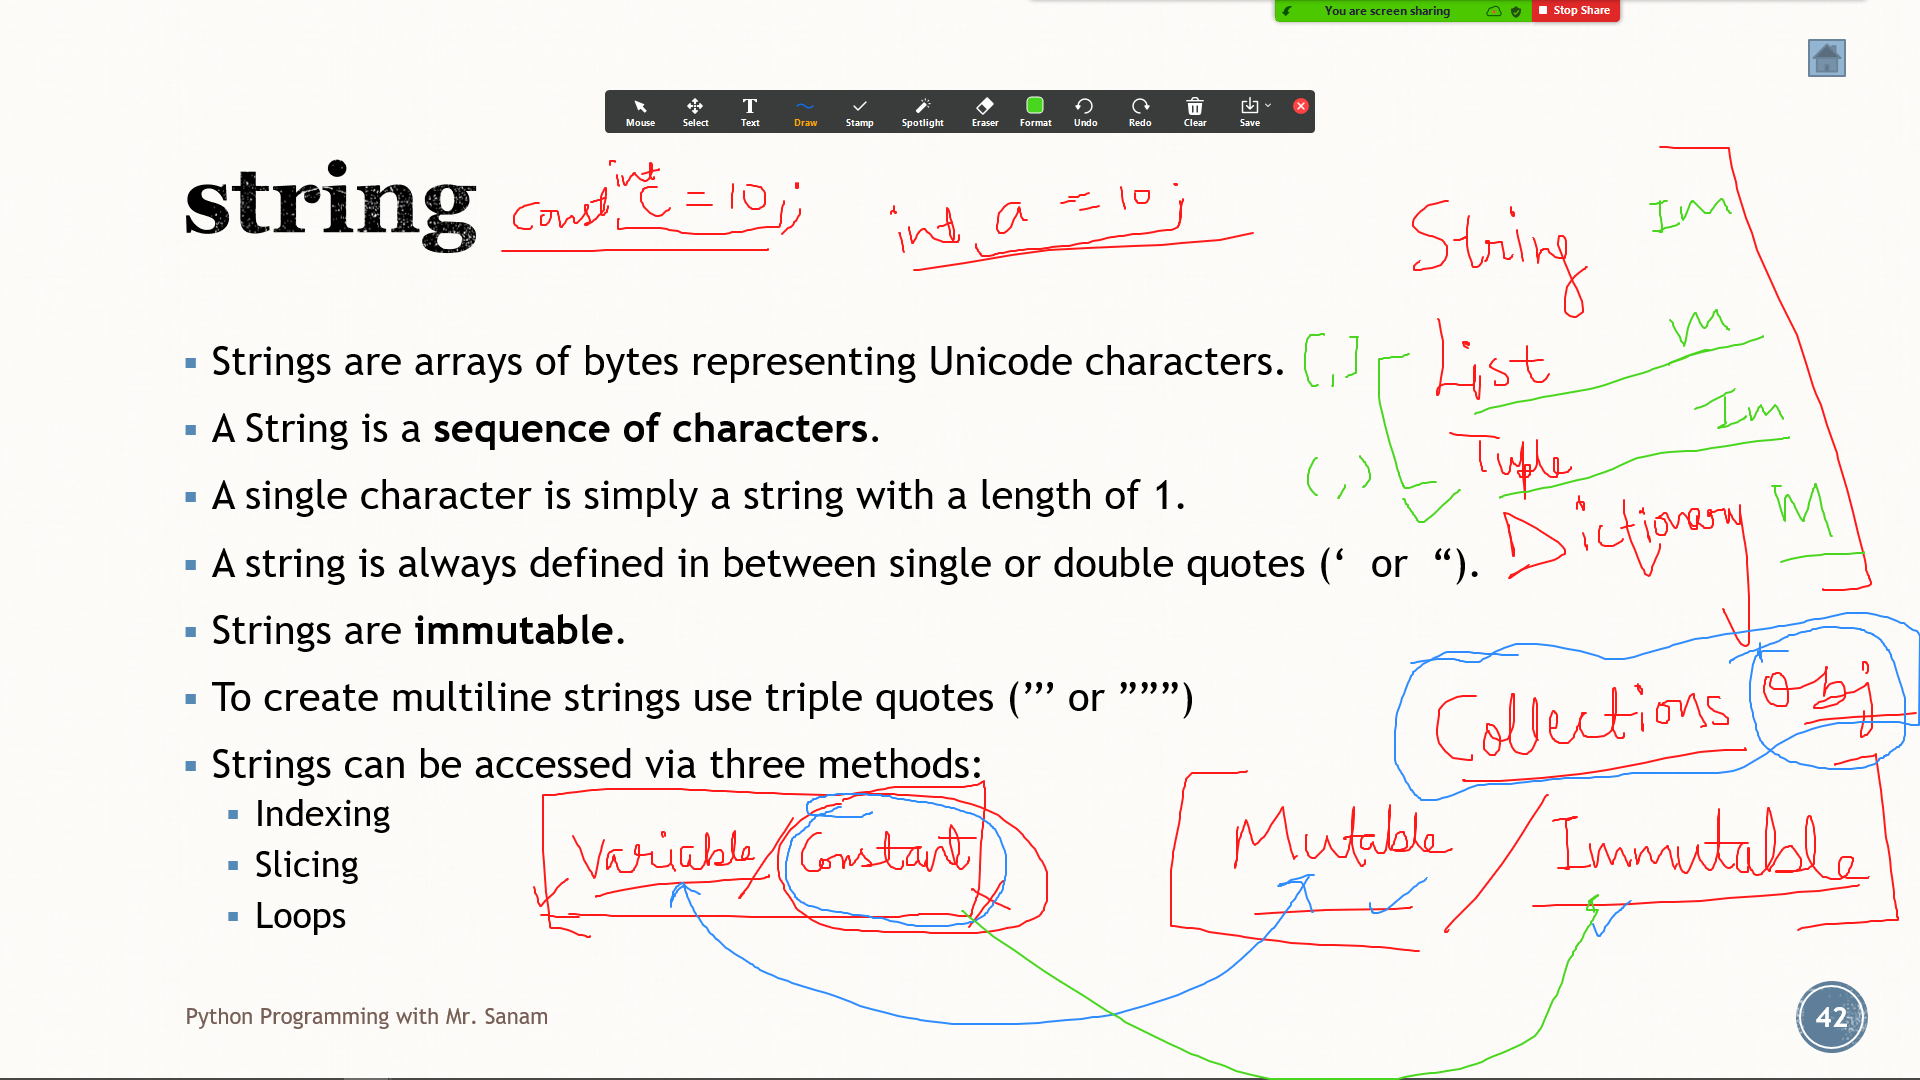 You are screen sharing Stop Share
Mouse Select Text Draw Stamp Spotlight Eraser Format Undo Redo Clear Save
string
const int c = 10;
int a = 10;
String Im
[,] List M
(,) Tuple Im
Dictionary M
▪ Strings are arrays of bytes representing Unicode characters.
▪ A String is a sequence of characters.
▪ A single character is simply a string with a length of 1.
▪ A string is always defined in between single or double quotes (‘ or “).
▪ Strings are immutable.
▪ To create multiline strings use triple quotes (’’’ or ”””)
▪ Strings can be accessed via three methods:
▪ Indexing
▪ Slicing
▪ Loops
Collections Obj
Variable / Constant
Mutable / Immutable
Python Programming with Mr. Sanam
42